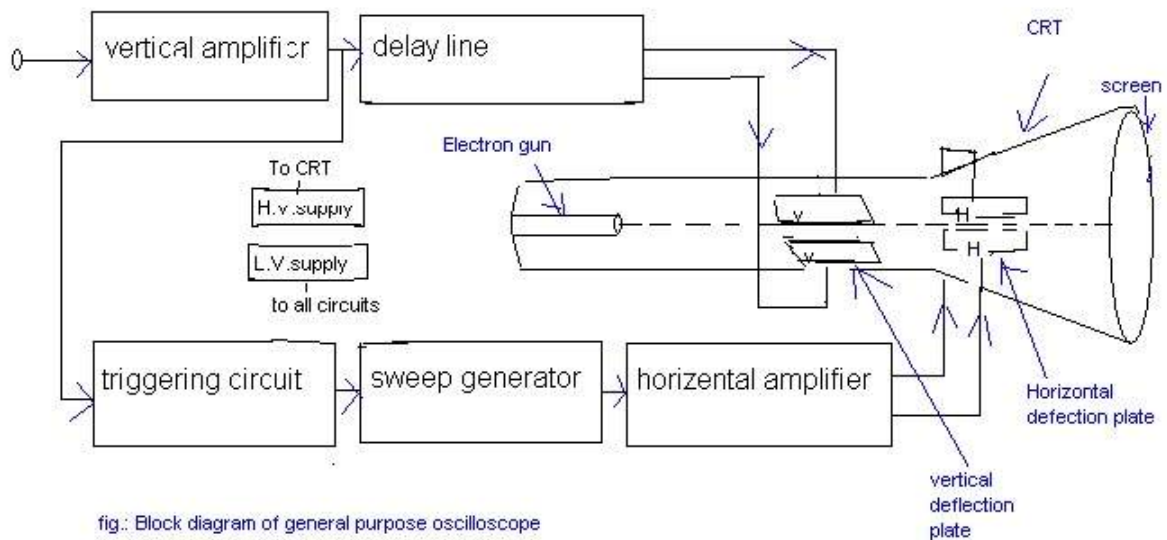 vertical amplifier
delay line
CRT
screen
Electron gun
To CRT
H.V.supply
L.V.supply
to all circuits
V
V
H
H
triggering circuit
sweep generator
horizental amplifier
Horizontal
defection plate
vertical
deflection
plate
fig.: Block diagram of general purpose oscilloscope